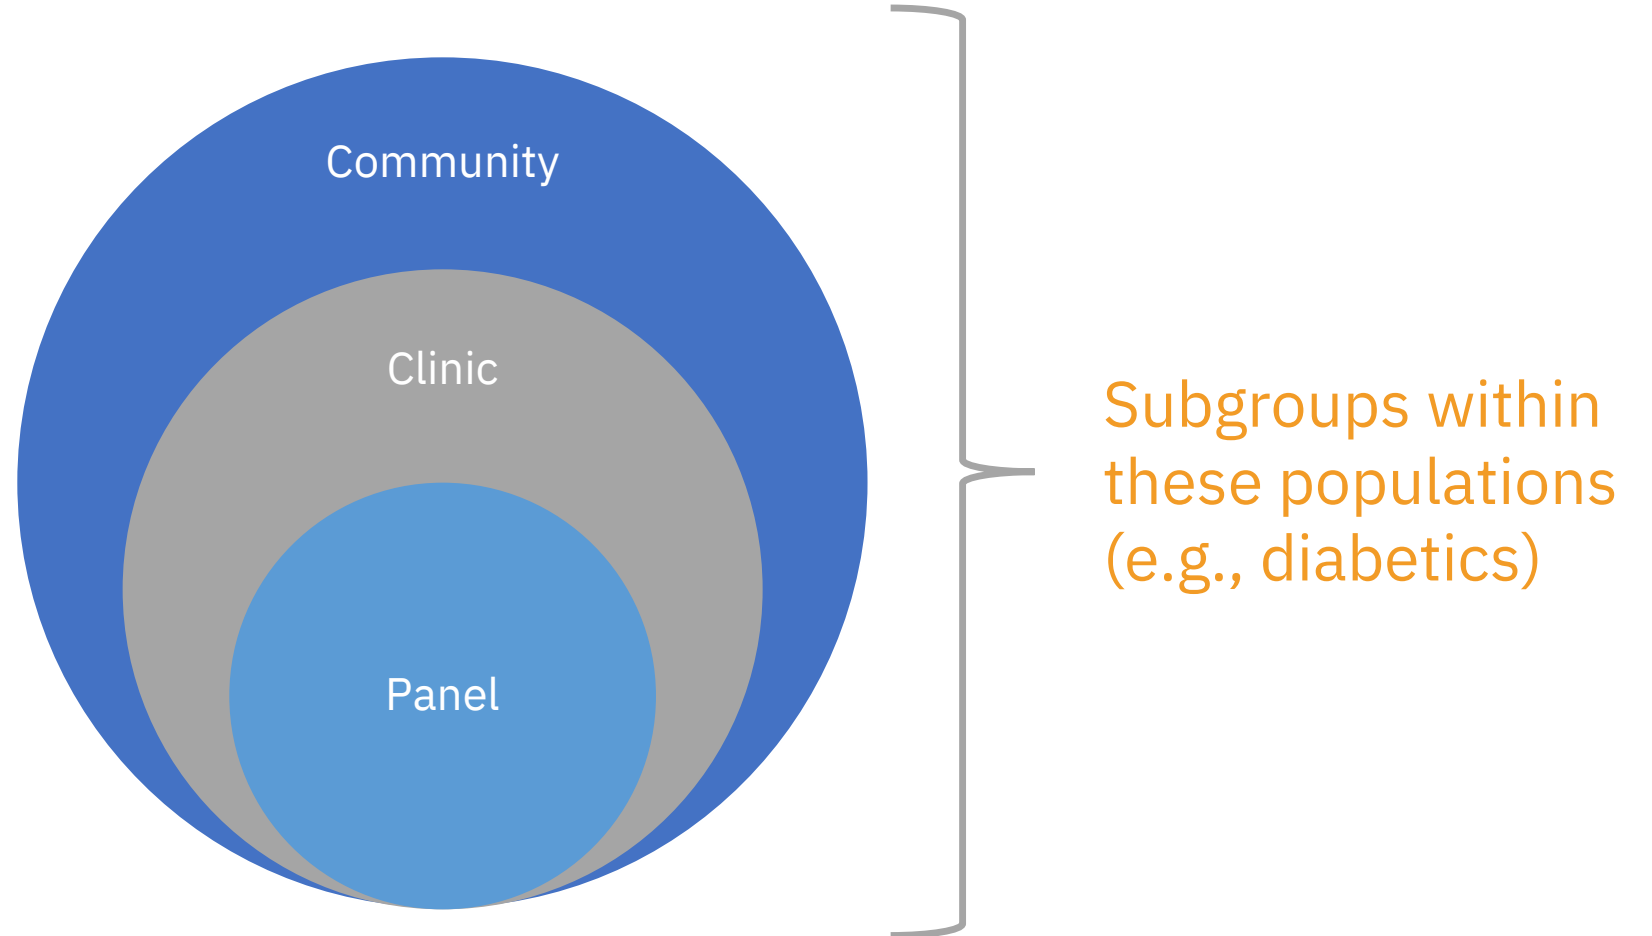 Community
Clinic
Panel
Subgroups within
these populations
(e.g., diabetics)